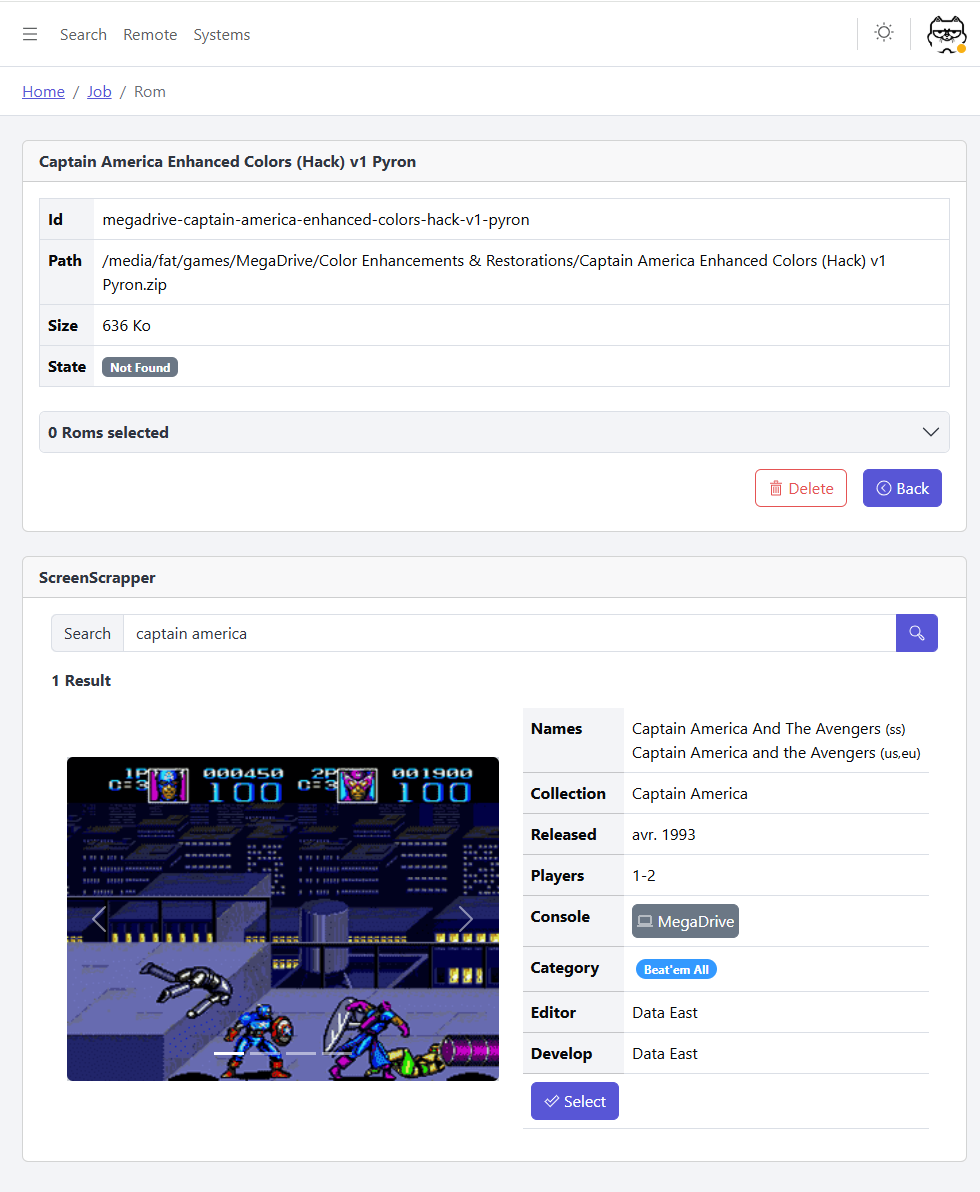 Search Remote Systems
Home / Job / Rom
Captain America Enhanced Colors (Hack) v1 Pyron
Id megadrive-captain-america-enhanced-colors-hack-v1-pyron
Path /media/fat/games/MegaDrive/Color Enhancements & Restorations/Captain America Enhanced Colors (Hack) v1
Pyron.zip
Size 636 Ko
State Not Found
0 Roms selected
Delete Back
ScreenScrapper
Search captain america
1 Result
Names Captain America And The Avengers (ss)
Captain America and the Avengers (us,eu)
1P 000450 2P 001900
C=3 100 C=3 100
Collection Captain America
Released avr. 1993
Players 1-2
Console MegaDrive
Category Beat'em All
Editor Data East
Develop Data East
Select